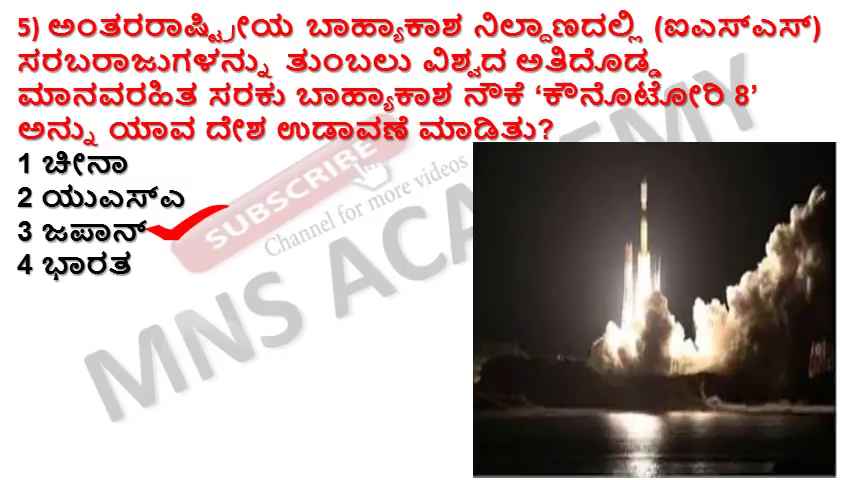 5) ಅಂತರರಾಷ್ಟ್ರೀಯ ಬಾಹ್ಯಾಕಾಶ ನಿಲ್ದಾಣದಲ್ಲಿ (ಐಎಸ್ಎಸ್)
ಸರಬರಾಜುಗಳನ್ನು ತುಂಬಲು ವಿಶ್ವದ ಅತಿದೊಡ್ಡ
ಮಾನವರಹಿತ ಸರಕು ಬಾಹ್ಯಾಕಾಶ ನೌಕೆ ‘ಕೌನೊಟೋರಿ 8’
ಅನ್ನು ಯಾವ ದೇಶ ಉಡಾವಣೆ ಮಾಡಿತು?
1 ಚೀನಾ
2 ಯುಎಸ್ಎ
3 ಜಪಾನ್
4 ಭಾರತ
SUBSCRIBE
Channel for more videos
MNS ACADEMY